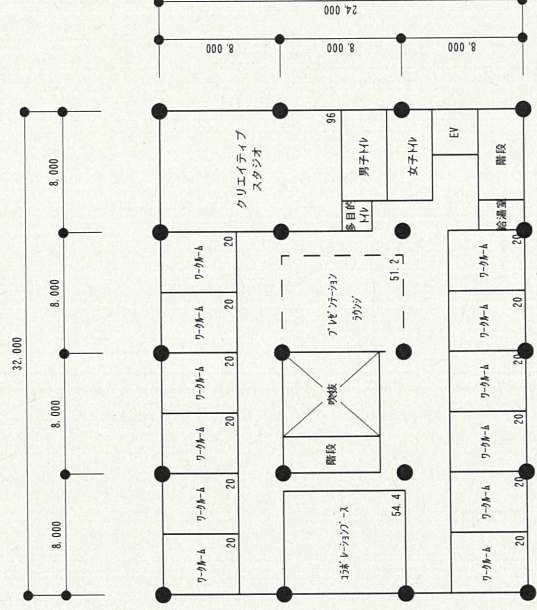 24,000
8,000
8,000
8,000
32,000
8,000
8,000
8,000
8,000
クリエイティブ
スタジオ
96
男子トイレ
女子トイレ
EV
階段
多目的
トイレ
給湯室
ワークルーム
20
ワークルーム
20
ワークルーム
20
ワークルーム
20
ワークルーム
20
ワークルーム
20
プレゼンテーション
ラウンジ
51.2
吹抜
階段
コラボレーションブース
54.4
ワークルーム
20
ワークルーム
20
ワークルーム
20
ワークルーム
20
ワークルーム
20
ワークルーム
20